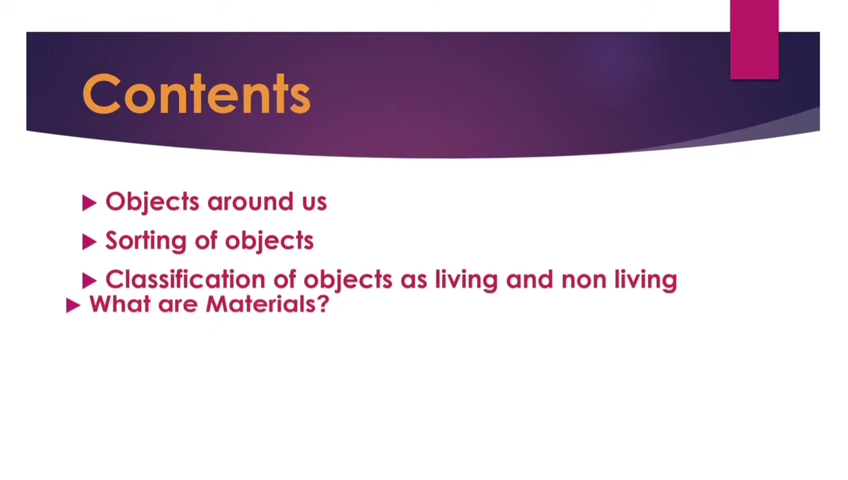 Contents
Objects around us
Sorting of objects
Classification of objects as living and non living
What are Materials?